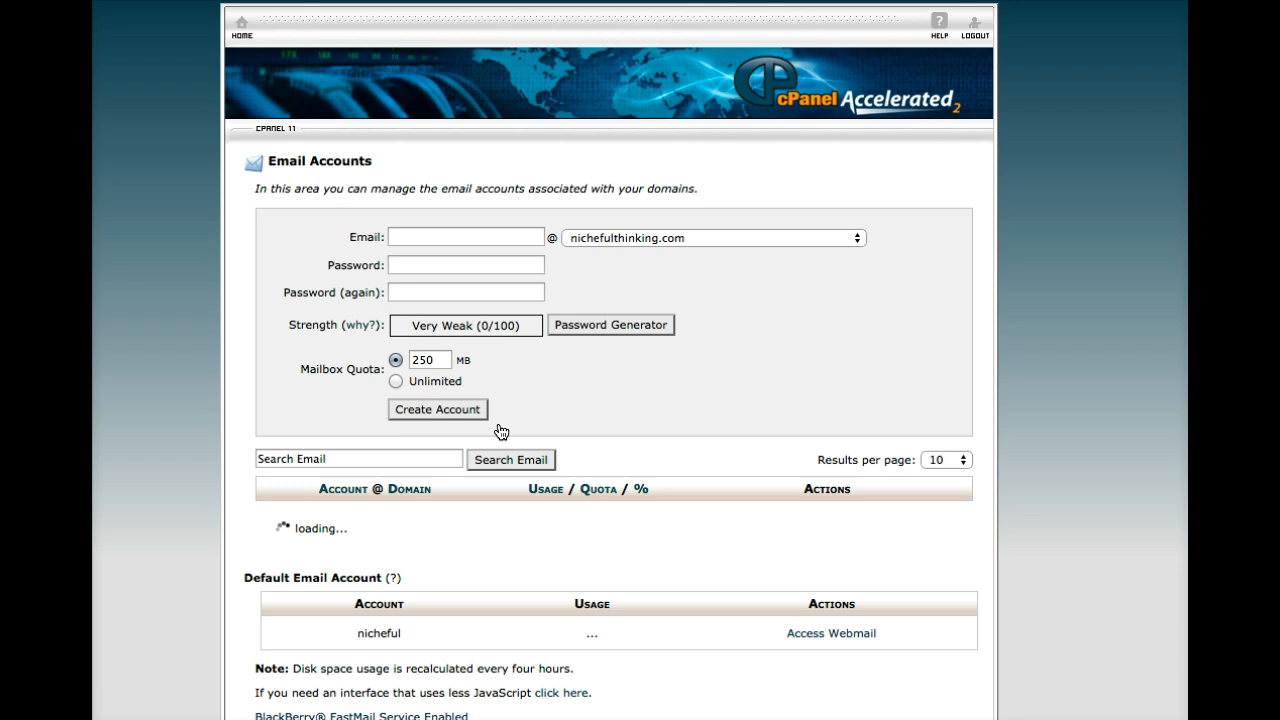 HOME
HELP
LOGOUT
cPanel Accelerated2
CPANEL 11
Email Accounts
In this area you can manage the email accounts associated with your domains.
Email: @ nichefulthinking.com
Password:
Password (again):
Strength (why?): Very Weak (0/100) Password Generator
Mailbox Quota: 250 MB
Unlimited
Create Account
Search Email Search Email Results per page: 10
Account @ Domain Usage / Quota / % Actions
loading...
Default Email Account (?)
Account Usage Actions
nicheful ... Access Webmail
Note: Disk space usage is recalculated every four hours.
If you need an interface that uses less JavaScript click here.
BlackBerry® FastMail Service Enabled